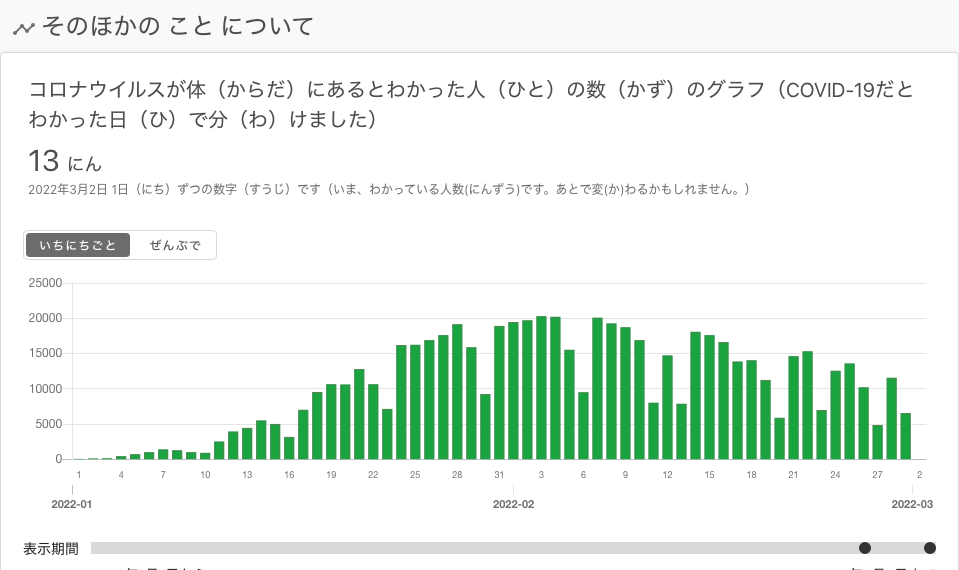 そのほかの こと について
コロナウイルスが体（からだ）にあるとわかった人（ひと）の数（かず）のグラフ（COVID-19だと
わかった日（ひ）で分（わ）けました）
13 にん
2022年3月2日 1日（にち）ずつの数字（すうじ）です（いま、わかっている人数(にんずう)です。あとで変(か)わるかもしれません。）
いちにちごと ぜんぶで
25000
20000
15000
10000
5000
0
1 4 7 10 13 16 19 22 25 28 31 3 6 9 12 15 18 21 24 27 2
2022-01 2022-02 2022-03
表示期間